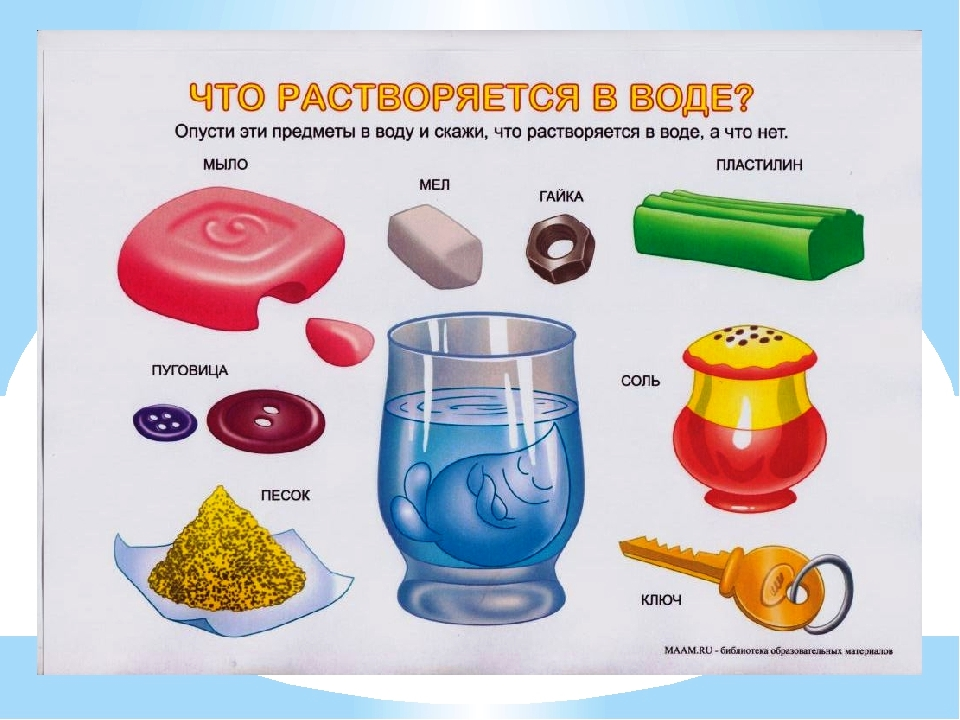 ЧТО РАСТВОРЯЕТСЯ В ВОДЕ?
Опусти эти предметы в воду и скажи, что растворяется в воде, а что нет.
МЫЛО
МЕЛ
ГАЙКА
ПЛАСТИЛИН
ПУГОВИЦА
СОЛЬ
ПЕСОК
КЛЮЧ
MAAM.RU - библиотека образовательных материалов